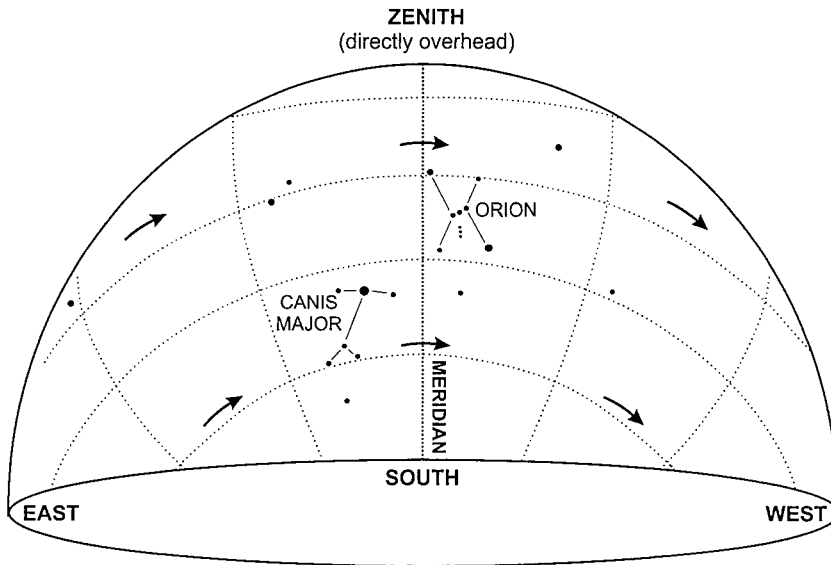 ZENITH
(directly overhead)
ORION
CANIS
MAJOR
MERIDIAN
SOUTH
EAST
WEST